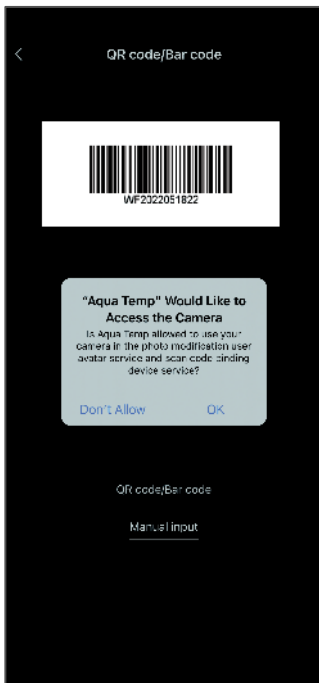 QR code/Bar code
WF2022051822
“Aqua Temp” Would Like to
Access the Camera
Is Aqua Temp allowed to use your
camera in the photo modification user
avatar service and scan code binding
device service?
Don’t Allow OK
QR code/Bar code
Manual input